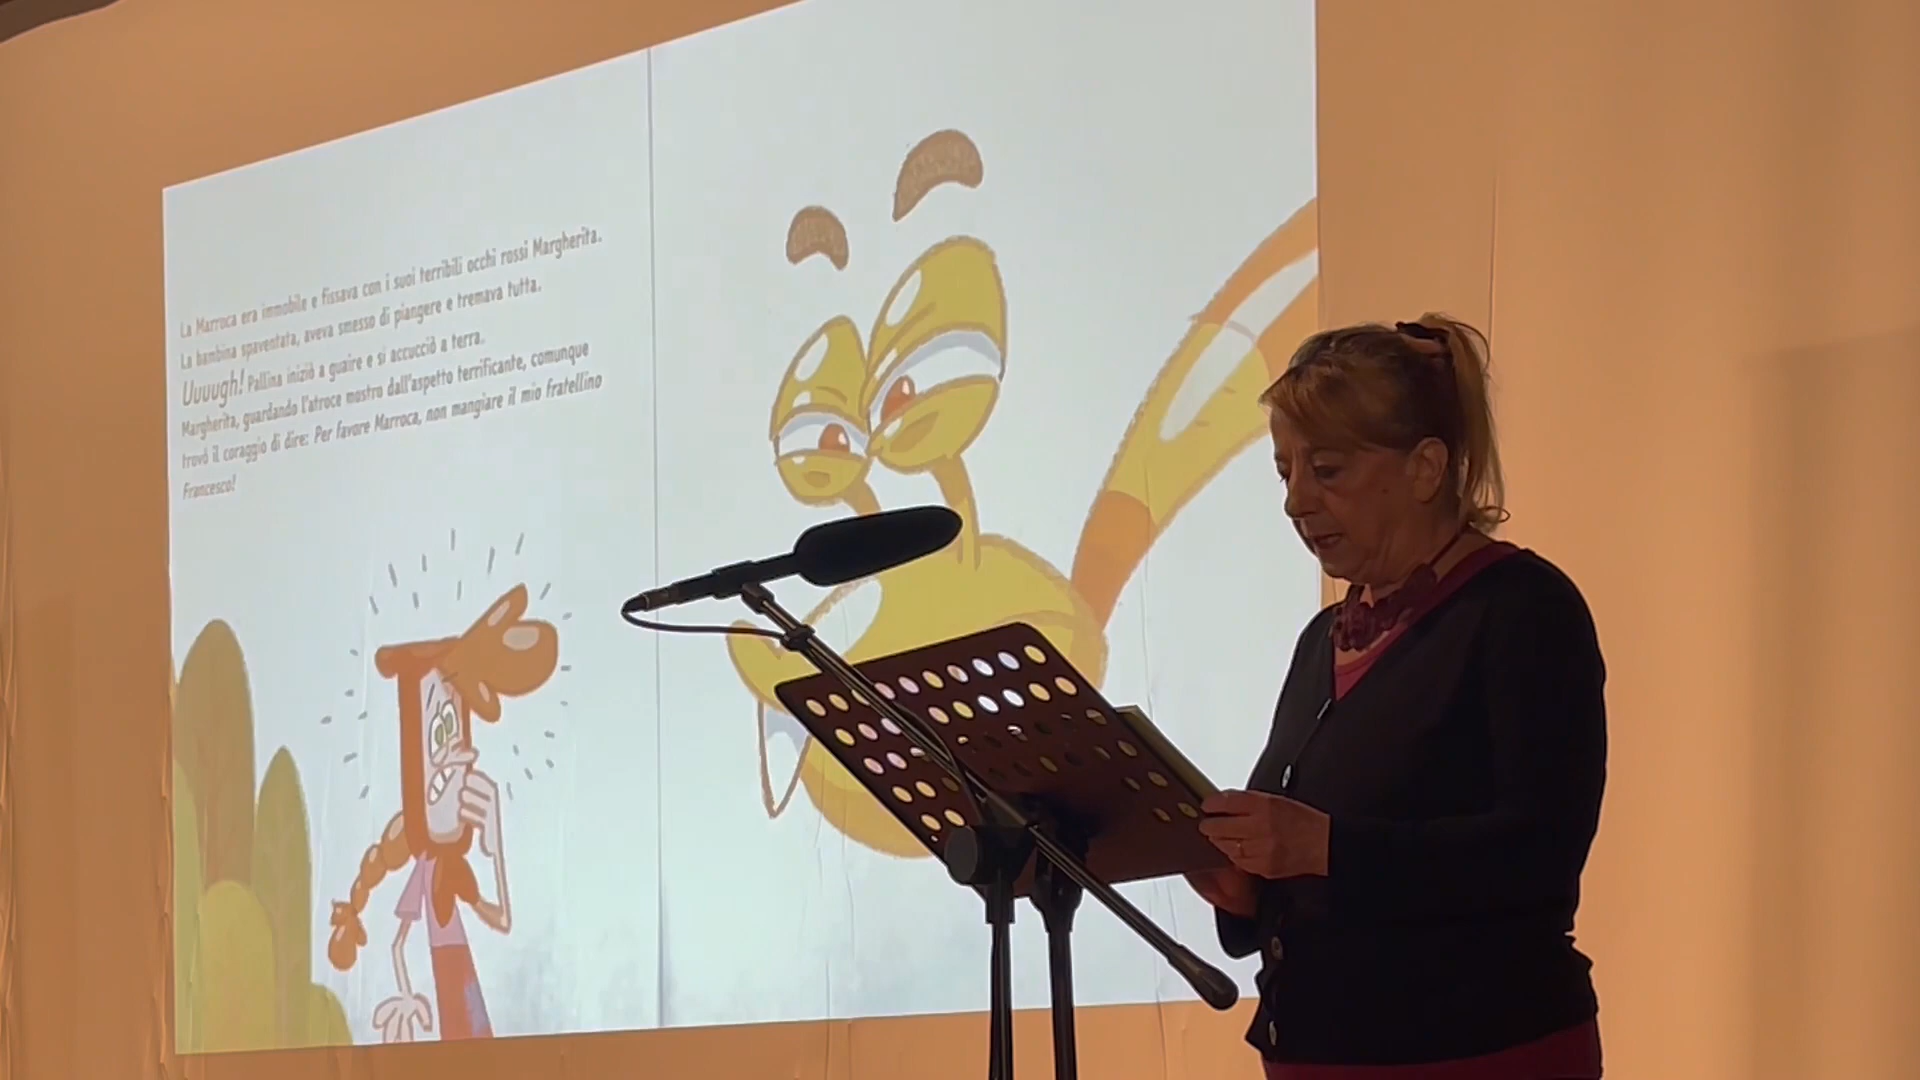 La Marroca era immobile e fissava con i suoi terribili occhi rossi Margherita.
La bambina spaventata, aveva smesso di piangere e tremava tutta.
Uuuugh! Pallina iniziò a guaire e si accucciò a terra.
Margherita, guardando l'atroce mostro dall'aspetto terrificante, comunque
trovò il coraggio di dire: Per favore Marroca, non mangiare il mio fratellino
Francesco!